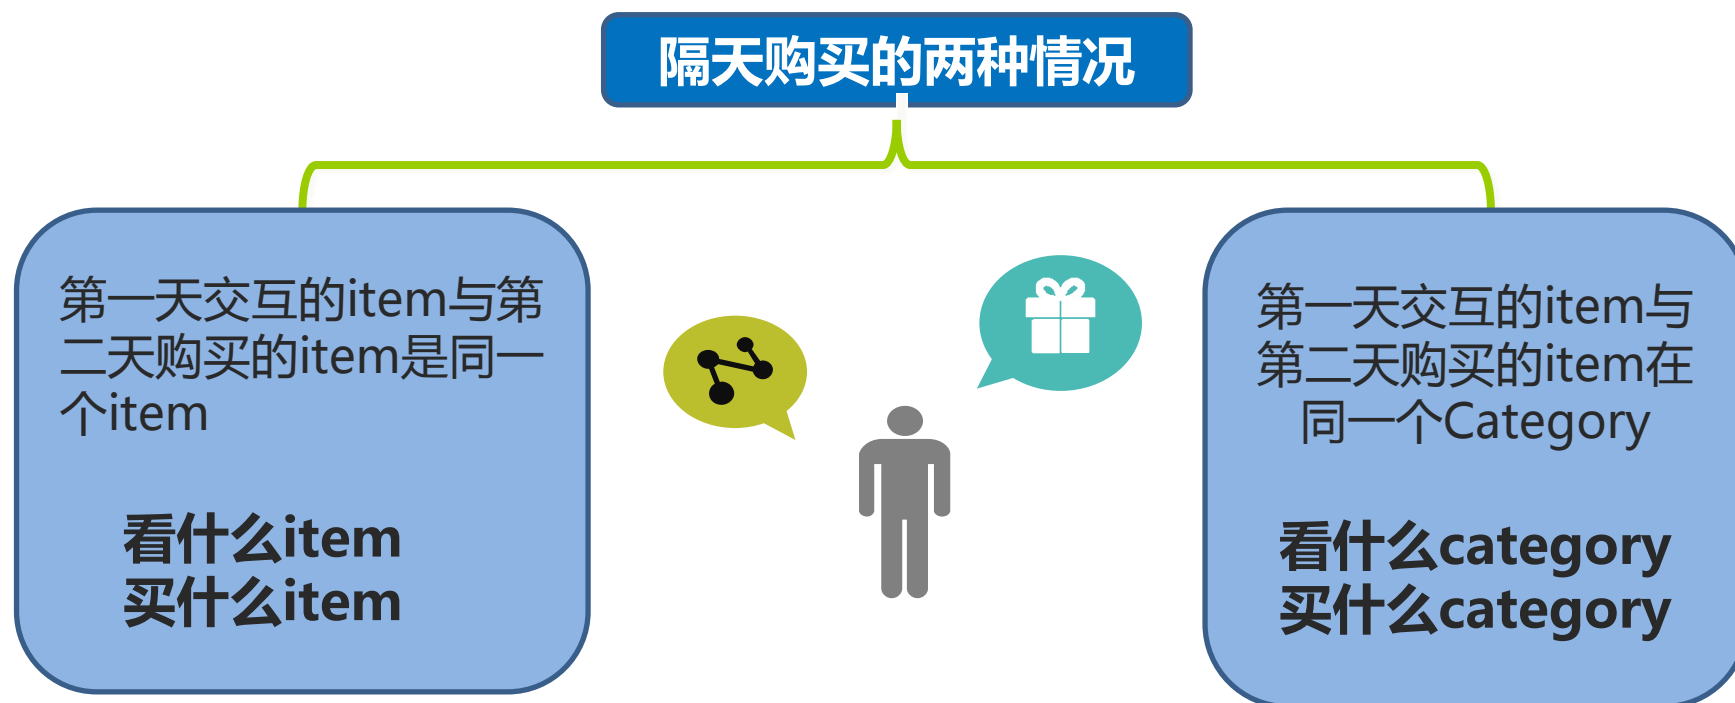 隔天购买的两种情况
第一天交互的item与第
二天购买的item是同一
个item
看什么item
买什么item
第一天交互的item与
第二天购买的item在
同一个Category
看什么category
买什么category